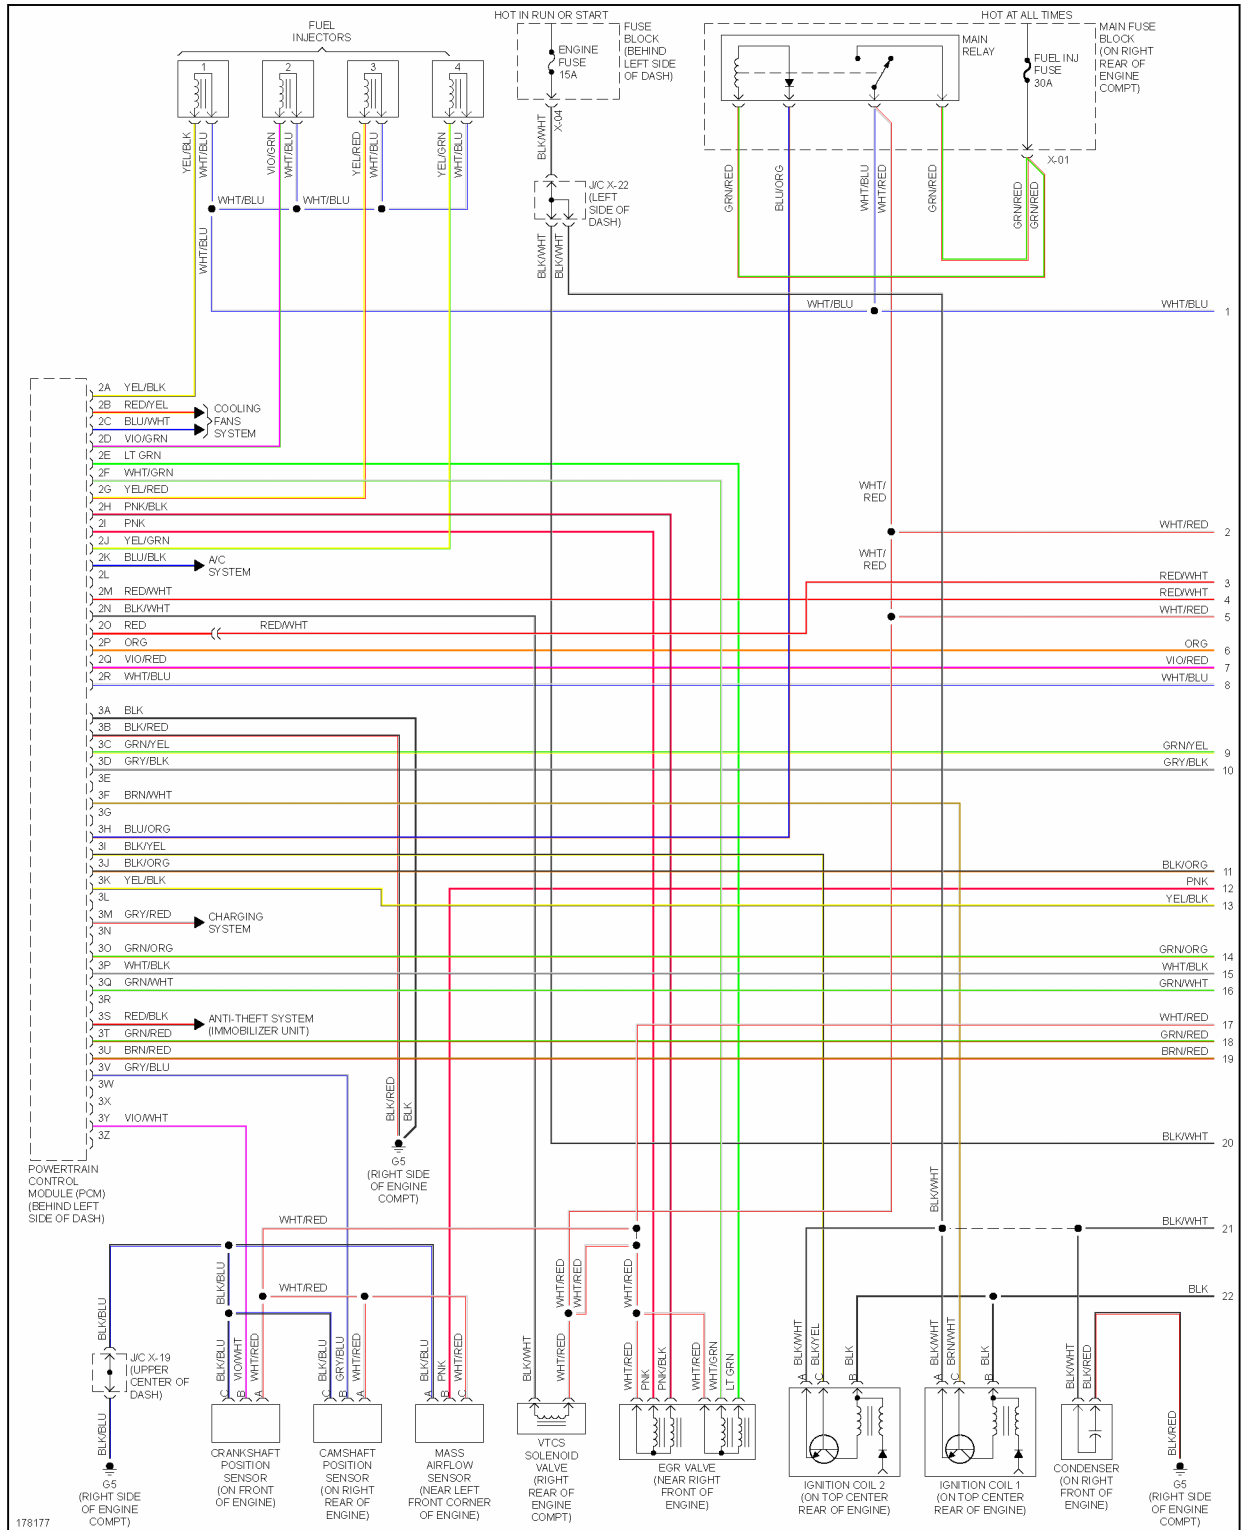 HOT IN RUN OR START
HOT AT ALL TIMES
FUEL
INJECTORS
1
2
3
4
ENGINE
FUSE
15A
FUSE
BLOCK
(BEHIND
LEFT SIDE
OF DASH)
MAIN
RELAY
FUEL INJ
FUSE
30A
MAIN FUSE
BLOCK
(ON RIGHT
REAR OF
ENGINE
COMPT)
YEL/BLK
WHT/BLU
VIO/GRN
WHT/BLU
YEL/RED
WHT/BLU
YEL/GRN
WHT/BLU
BLK/WHT
X-04
X-01
J/C X-22
(LEFT
SIDE OF
DASH)
GRN/RED
BLU/ORG
WHT/BLU
WHT/RED
GRN/RED
GRN/RED
GRN/RED
WHT/BLU
WHT/BLU
WHT/BLU
BLK/WHT
BLK/WHT
WHT/BLU
WHT/BLU 1
2A YEL/BLK
2B RED/YEL
2C BLU/WHT
COOLING
FANS
SYSTEM
2D VIO/GRN
2E LT GRN
2F WHT/GRN
2G YEL/RED
2H PNK/BLK
2I PNK
2J YEL/GRN
2K BLU/BLK
A/C
SYSTEM
2L
2M RED/WHT
2N BLK/WHT
2O RED
RED/WHT
2P ORG
2Q VIO/RED
2R WHT/BLU
WHT/
RED
WHT/
RED
WHT/RED 2
RED/WHT 3
RED/WHT 4
WHT/RED 5
ORG 6
VIO/RED 7
WHT/BLU 8
3A BLK
3B BLK/RED
3C GRN/YEL
3D GRY/BLK
3E
3F BRN/WHT
3G
3H BLU/ORG
3I BLK/YEL
3J BLK/ORG
3K YEL/BLK
3L
3M GRY/RED
CHARGING
SYSTEM
3N
3O GRN/ORG
3P WHT/BLK
3Q GRN/WHT
3R
3S RED/BLK
ANTI-THEFT SYSTEM
(IMMOBILIZER UNIT)
3T GRN/RED
3U BRN/RED
3V GRY/BLU
3W
3X
3Y VIO/WHT
3Z
GRN/YEL 9
GRY/BLK 10
BLK/ORG 11
PNK 12
YEL/BLK 13
GRN/ORG 14
WHT/BLK 15
GRN/WHT 16
WHT/RED 17
GRN/RED 18
BRN/RED 19
BLK/WHT 20
BLK/WHT 21
BLK 22
POWERTRAIN
CONTROL
MODULE (PCM)
(BEHIND LEFT
SIDE OF DASH)
BLK/RED
BLK
G5
(RIGHT SIDE
OF ENGINE
COMPT)
WHT/RED
WHT/RED
BLK/WHT
BLK/BLU
BLK/BLU
WHT/RED
WHT/RED
WHT/RED
J/C X-19
(UPPER
CENTER OF
DASH)
BLK/BLU
BLK/BLU
VIO/WHT
WHT/RED
BLK/BLU
GRY/BLU
WHT/RED
BLK/BLU
PNK
WHT/RED
BLK/WHT
WHT/RED
WHT/RED
PNK
PNK/BLK
WHT/RED
WHT/GRN
LT GRN
BLK/WHT
BLK/YEL
BLK
BLK/WHT
BRN/WHT
BLK
BLK/WHT
BLK/RED
BLK/RED
C
B
A
C
B
A
A
B
C
A
C
B
A
C
B
G5
(RIGHT SIDE
OF ENGINE
COMPT)
CRANKSHAFT
POSITION
SENSOR
(ON FRONT
OF ENGINE)
CAMSHAFT
POSITION
SENSOR
(ON RIGHT
REAR OF
ENGINE)
MASS
AIRFLOW
SENSOR
(NEAR LEFT
FRONT CORNER
OF ENGINE)
VTCS
SOLENOID
VALVE
(RIGHT
REAR OF
ENGINE
COMPT)
EGR VALVE
(NEAR RIGHT
FRONT OF
ENGINE)
IGNITION COIL 2
(ON TOP CENTER
REAR OF ENGINE)
IGNITION COIL 1
(ON TOP CENTER
REAR OF ENGINE)
CONDENSER
(ON RIGHT
FRONT OF
ENGINE)
G5
(RIGHT SIDE
OF ENGINE
COMPT)
178177